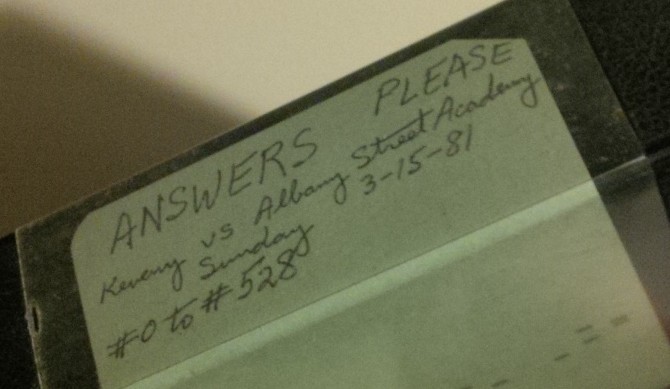 ANSWERS PLEASE
Keveny vs Albany Street Academy
Sunday 3-15-81
#0 to #528